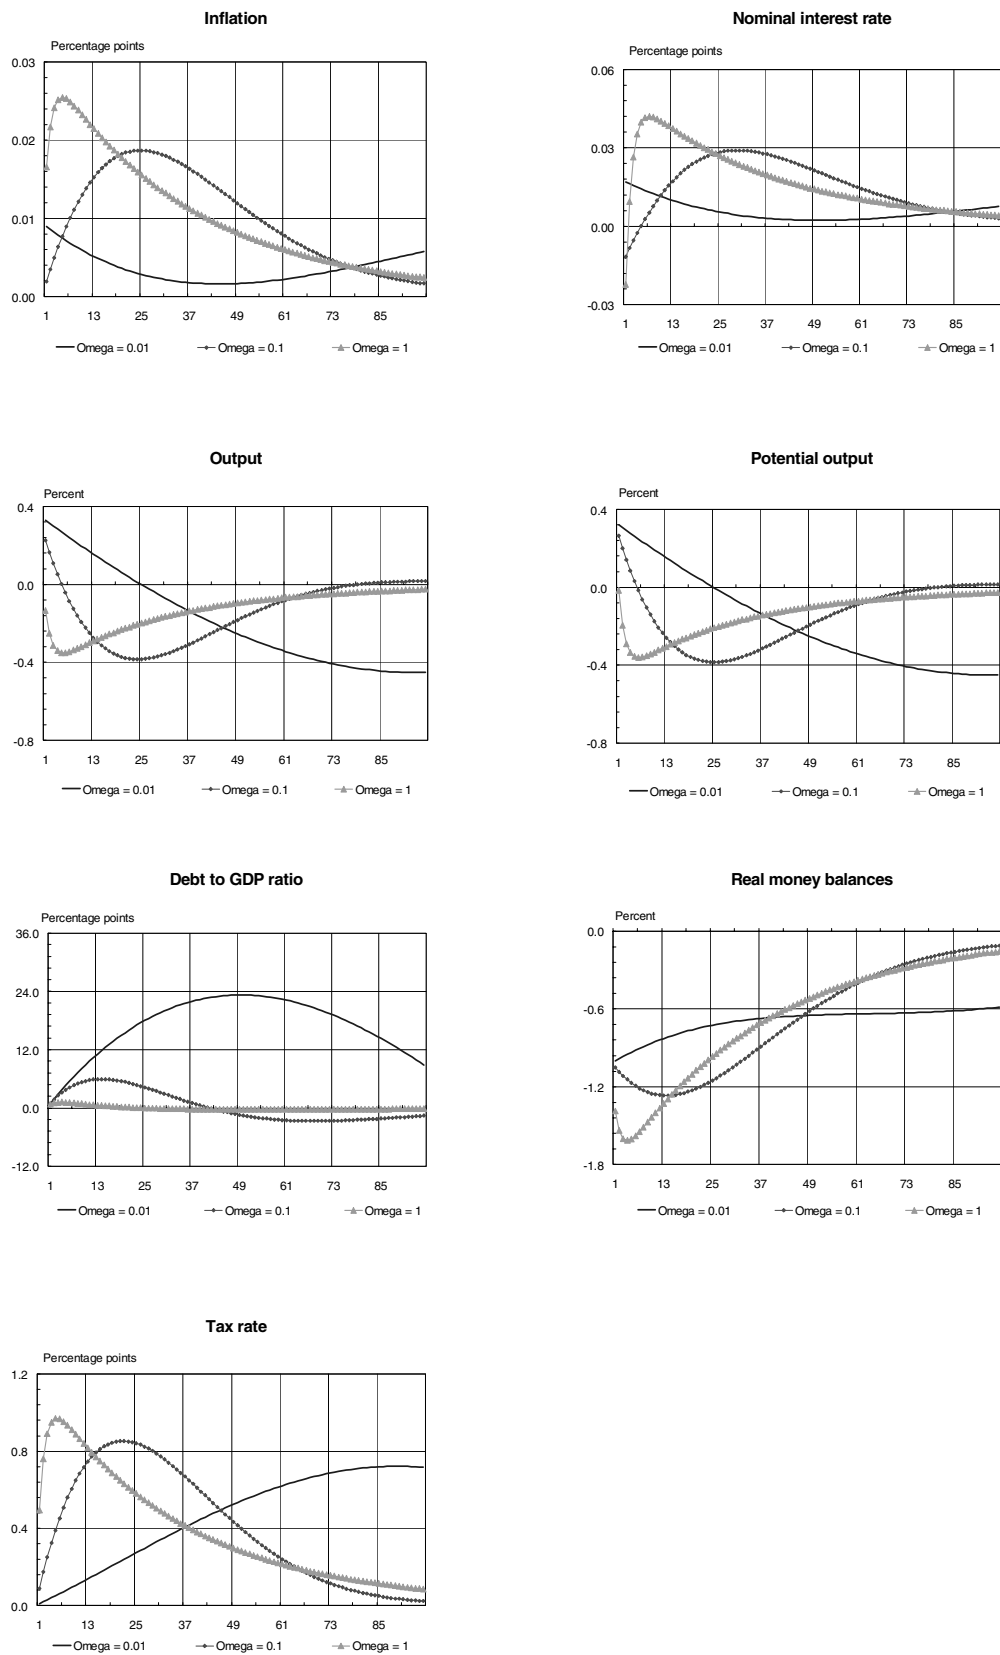 Inflation
Percentage points
0.03
0.02
0.01
0.00
1 13 25 37 49 61 73 85
Omega = 0.01 Omega = 0.1 Omega = 1
Nominal interest rate
Percentage points
0.06
0.03
0.00
-0.03
1 13 25 37 49 61 73 85
Omega = 0.01 Omega = 0.1 Omega = 1
Output
Percent
0.4
0.0
-0.4
-0.8
1 13 25 37 49 61 73 85
Omega = 0.01 Omega = 0.1 Omega = 1
Potential output
Percent
0.4
0.0
-0.4
-0.8
1 13 25 37 49 61 73 85
Omega = 0.01 Omega = 0.1 Omega = 1
Debt to GDP ratio
Percentage points
36.0
24.0
12.0
0.0
-12.0
1 13 25 37 49 61 73 85
Omega = 0.01 Omega = 0.1 Omega = 1
Real money balances
Percent
0.0
-0.6
-1.2
-1.8
1 13 25 37 49 61 73 85
Omega = 0.01 Omega = 0.1 Omega = 1
Tax rate
Percentage points
1.2
0.8
0.4
0.0
1 13 25 37 49 61 73 85
Omega = 0.01 Omega = 0.1 Omega = 1